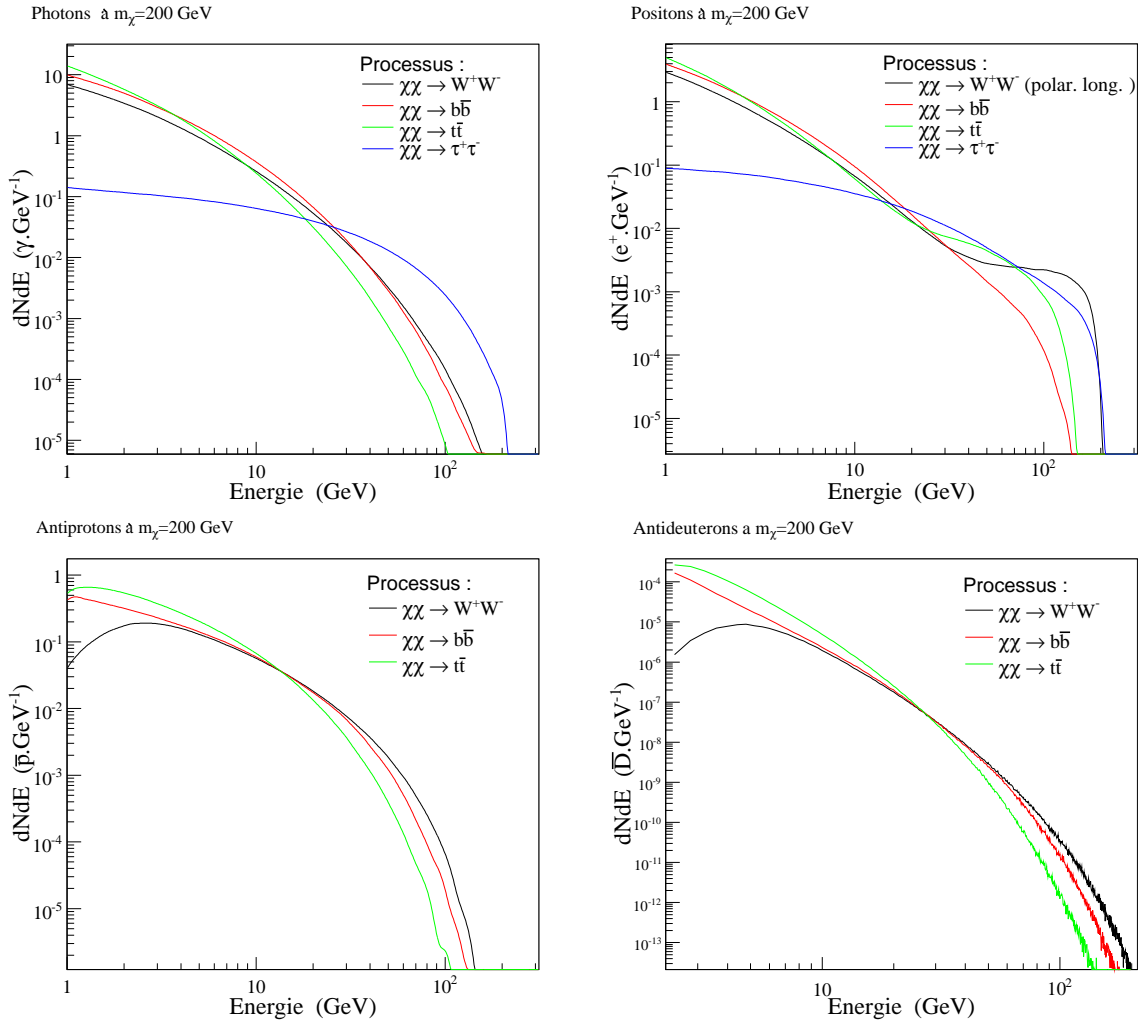 Photons à mχ=200 GeV
dNdE (γ.GeV⁻¹)
10
1
10⁻¹
10⁻²
10⁻³
10⁻⁴
10⁻⁵
Processus :
χχ → W⁺W⁻
χχ → bb̄
χχ → tt̄
χχ → τ⁺τ⁻
1 10 10²
Energie (GeV)
Positons à mχ=200 GeV
dNdE (e⁺.GeV⁻¹)
1
10⁻¹
10⁻²
10⁻³
10⁻⁴
10⁻⁵
Processus :
χχ → W⁺W⁻ (polar. long. )
χχ → bb̄
χχ → tt̄
χχ → τ⁺τ⁻
1 10 10²
Energie (GeV)
Antiprotons à mχ=200 GeV
dNdE (p̄.GeV⁻¹)
1
10⁻¹
10⁻²
10⁻³
10⁻⁴
10⁻⁵
Processus :
χχ → W⁺W⁻
χχ → bb̄
χχ → tt̄
1 10 10²
Energie (GeV)
Antideuterons a mχ=200 GeV
dNdE (D̄.GeV⁻¹)
10⁻⁴
10⁻⁵
10⁻⁶
10⁻⁷
10⁻⁸
10⁻⁹
10⁻¹⁰
10⁻¹¹
10⁻¹²
10⁻¹³
Processus :
χχ → W⁺W⁻
χχ → bb̄
χχ → tt̄
10 10²
Energie (GeV)